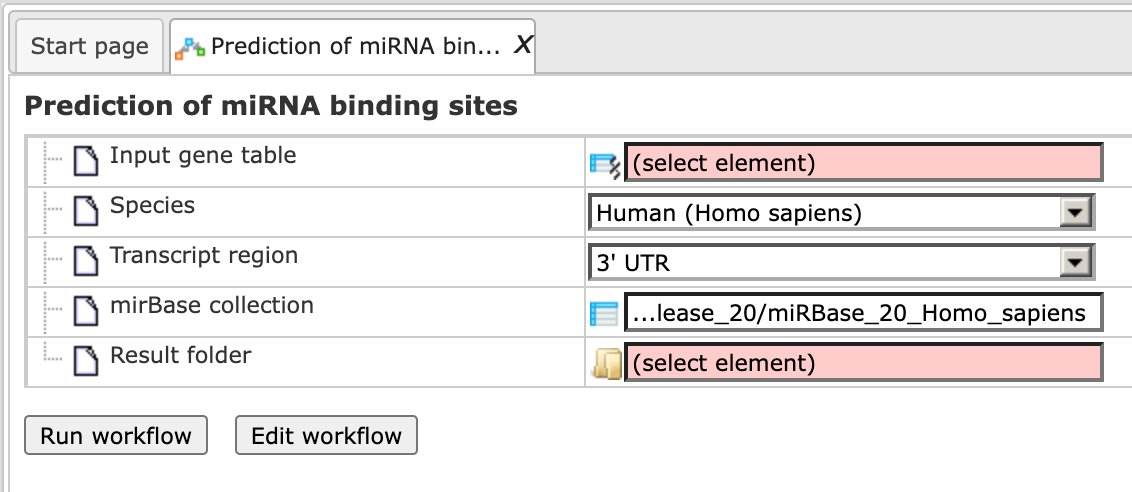 Start page
Prediction of miRNA bin... X
Prediction of miRNA binding sites
Input gene table
(select element)
Species
Human (Homo sapiens)
Transcript region
3' UTR
mirBase collection
...lease_20/miRBase_20_Homo_sapiens
Result folder
(select element)
Run workflow
Edit workflow